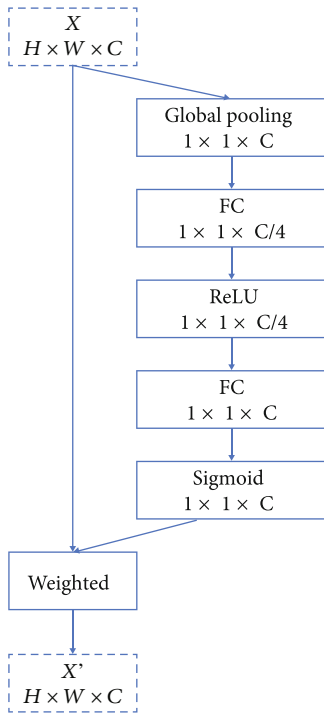 X
H × W × C
Global pooling
1 × 1 × C
FC
1 × 1 × C/4
ReLU
1 × 1 × C/4
FC
1 × 1 × C
Sigmoid
1 × 1 × C
Weighted
X’
H × W × C